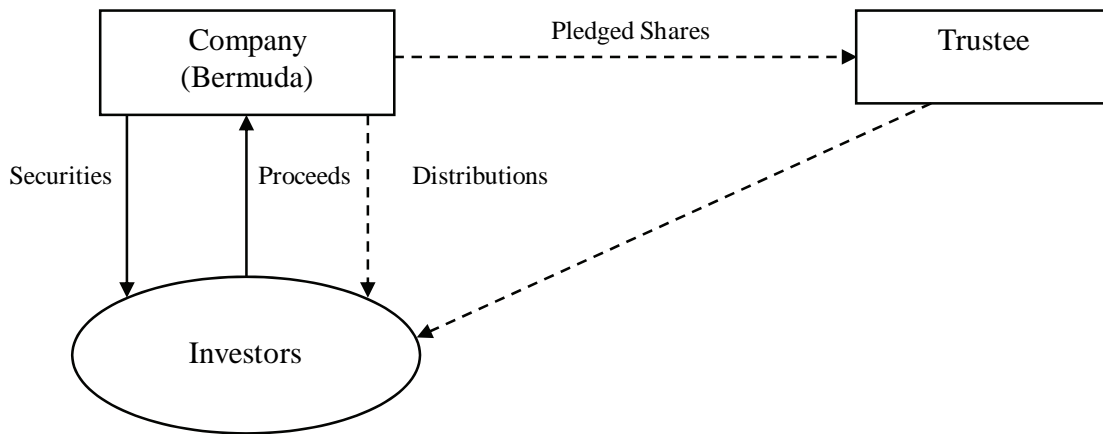 Company
(Bermuda)
Pledged Shares
Trustee
Securities
Proceeds
Distributions
Investors